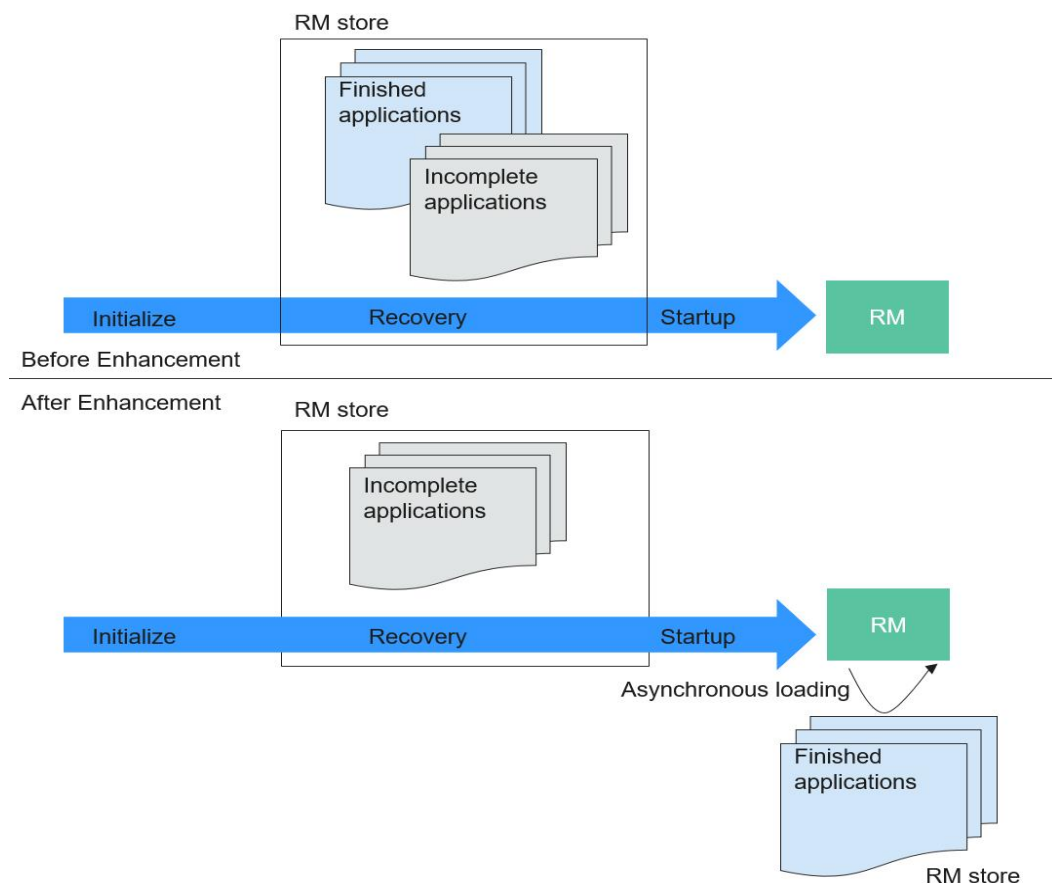 RM store
Finished
applications
Incomplete
applications
Initialize
Recovery
Startup
RM
Before Enhancement
After Enhancement
RM store
Incomplete
applications
Initialize
Recovery
Startup
RM
Asynchronous loading
Finished
applications
RM store